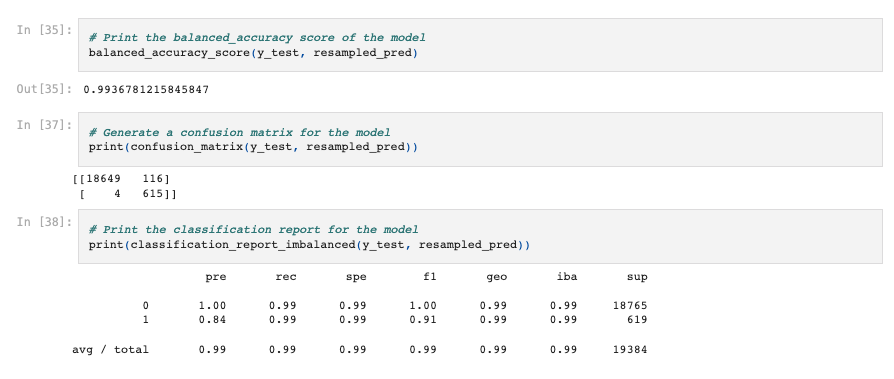 In [35]:
# Print the balanced_accuracy score of the model
balanced_accuracy_score(y_test, resampled_pred)
Out[35]: 0.9936781215845847
In [37]:
# Generate a confusion matrix for the model
print(confusion_matrix(y_test, resampled_pred))
[[18649   116]
 [    4   615]]
In [38]:
# Print the classification report for the model
print(classification_report_imbalanced(y_test, resampled_pred))
pre rec spe f1 geo iba sup
0 1.00 0.99 0.99 1.00 0.99 0.99 18765
1 0.84 0.99 0.99 0.91 0.99 0.99 619
avg / total 0.99 0.99 0.99 0.99 0.99 0.99 19384